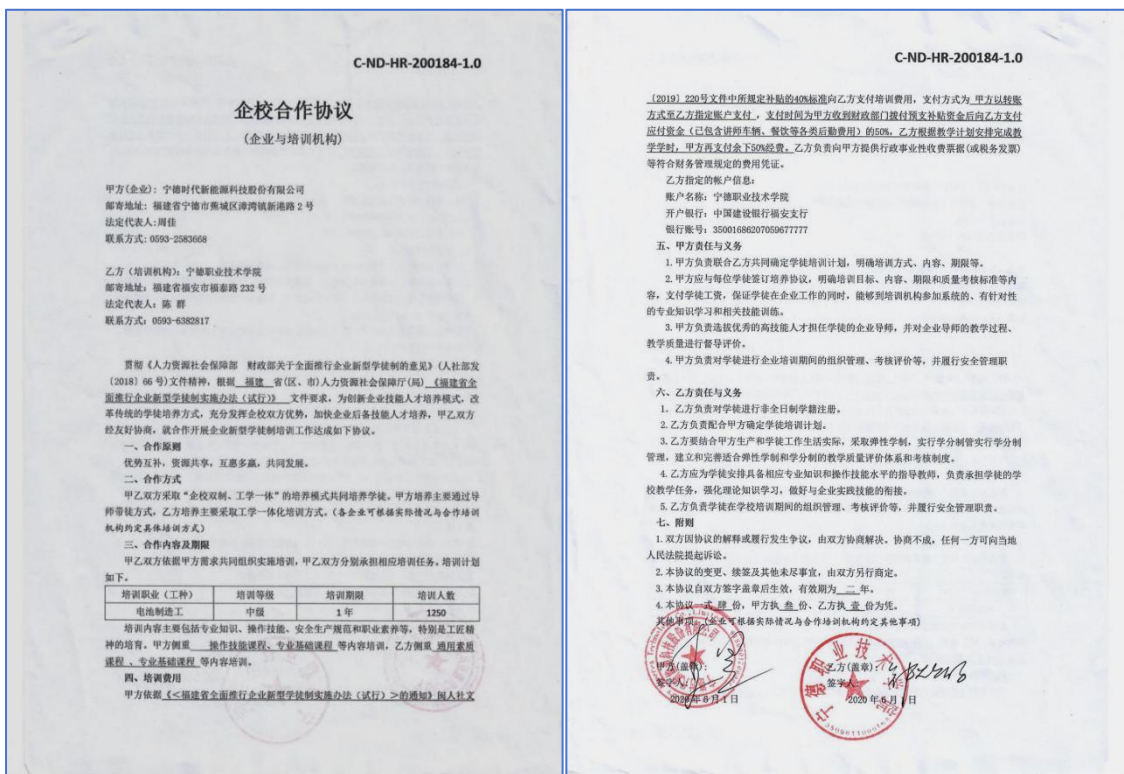 C-ND-HR-200184-1.0
企校合作协议
(企业与培训机构)
甲方(企业)：宁德时代新能源科技股份有限公司
邮寄地址：福建省宁德市蕉城区漳湾镇新港路 2 号
法定代表人:周佳
联系方式：0593-2583668
乙方（培训机构)：宁德职业技术学院
邮寄地址：福建省福安市福泰路 232 号
法定代表人：陈 群
联系方式：0593-6382817
贯彻《人力资源社会保障部 财政部关于全面推行企业新型学徒制的意见》（人社部发
〔2018〕66 号)文件精神，根据 福建 省(区、市)人力资源社会保障厅(局) 《福建省全
面推行企业新型学徒制实施办法（试行）》 文件要求，为创新企业技能人才培养模式，改
革传统的学徒培养方式，充分发挥企校双方优势，加快企业后备技能人才培养，甲乙双方
经友好协商，就合作开展企业新型学徒制培训工作达成如下协议。
一、合作原则
优势互补，资源共享，互惠多赢，共同发展。
二、合作方式
甲乙双方采取“企校双制、工学一体”的培养模式共同培养学徒。甲方培养主要通过导
师带徒方式，乙方培养主要采取工学一体化培训方式。（各企业可根据实际情况与合作培训
机构约定具体培训方式）
三、合作内容及期限
甲乙双方依据甲方需求共同组织实施培训，甲乙双方分别承担相应培训任务。培训计划
如下。
培训职业（工种） 培训等级 培训期限 培训人数
电池制造工 中级 1 年 1250
培训内容主要包括专业知识、操作技能、安全生产规范和职业素养等，特别是工匠精
神的培育。甲方侧重 操作技能课程、专业基础课程 等内容培训，乙方侧重 通用素质
课程 、专业基础课程 等内容培训。
四、培训费用
甲方依据《<福建省全面推行企业新型学徒制实施办法（试行）>的通知》闽人社文
C-ND-HR-200184-1.0
〔2019〕220号文件中所规定补贴的40%标准向乙方支付培训费用，支付方式为 甲方以转账
方式至乙方指定账户支付 ，支付时间为甲方收到财政部门拨付预支补贴资金后向乙方支付
应付资金（已包含讲师车辆、餐饮等各类后勤费用）的50%。乙方根据教学计划安排完成教
学学时，甲方再支付余下50%经费。乙方负责向甲方提供行政事业性收费票据(或税务发票)
等符合财务管理规定的费用凭证。
乙方指定的帐户信息：
账户名称：宁德职业技术学院
开户银行：中国建设银行福安支行
银行账号：35001686207059677777
五、甲方责任与义务
1.甲方负责联合乙方共同确定学徒培训计划，明确培训方式、内容、期限等。
2.甲方应与每位学徒签订培养协议，明确培训目标、内容、期限和质量考核标准等内
容，支付学徒工资，保证学徒在企业工作的同时，能够到培训机构参加系统的、有针对性
的专业知识学习和相关技能训练。
3.甲方负责选拔优秀的高技能人才担任学徒的企业导师，并对企业导师的教学过程、
教学质量进行督导评价。
4.甲方负责对学徒进行企业培训期间的组织管理、考核评价等，并履行安全管理职
责。
六、乙方责任与义务
1．乙方负责对学徒进行非全日制学籍注册。
2.乙方负责配合甲方确定学徒培训计划。
3.乙方要结合甲方生产和学徒工作生活实际，采取弹性学制，实行学分制管实行学分制
管理，建立和完善适合弹性学制和学分制的教学质量评价体系和考核制度。
4.乙方应为学徒安排具备相应专业知识和操作技能水平的指导教师，负责承担学徒的学
校教学任务，强化理论知识学习，做好与企业实践技能的衔接。
5.乙方负责学徒在学校培训期间的组织管理、考核评价等，并履行安全管理职责。
七、附则
1.双方因协议的解释或履行发生争议，由双方协商解决、协商不成，任何一方可向当地
人民法院提起诉讼。
2.本协议的变更、续签及其他未尽事宜，由双方另行商定。
3.本协议自双方签字盖章后生效，有效期为 二 年。
4.本协议一式 肆 份，甲方执 叁 份、乙方执 壹 份为凭。
其他事项：（企业可根据实际情况与合作培训机构约定其他事项）
甲方(盖章)： 乙方(盖章)：
签字人： 签字人：
2020 年 6 月 1 日 2020 年 6 月 1 日
宁德职业技术学院